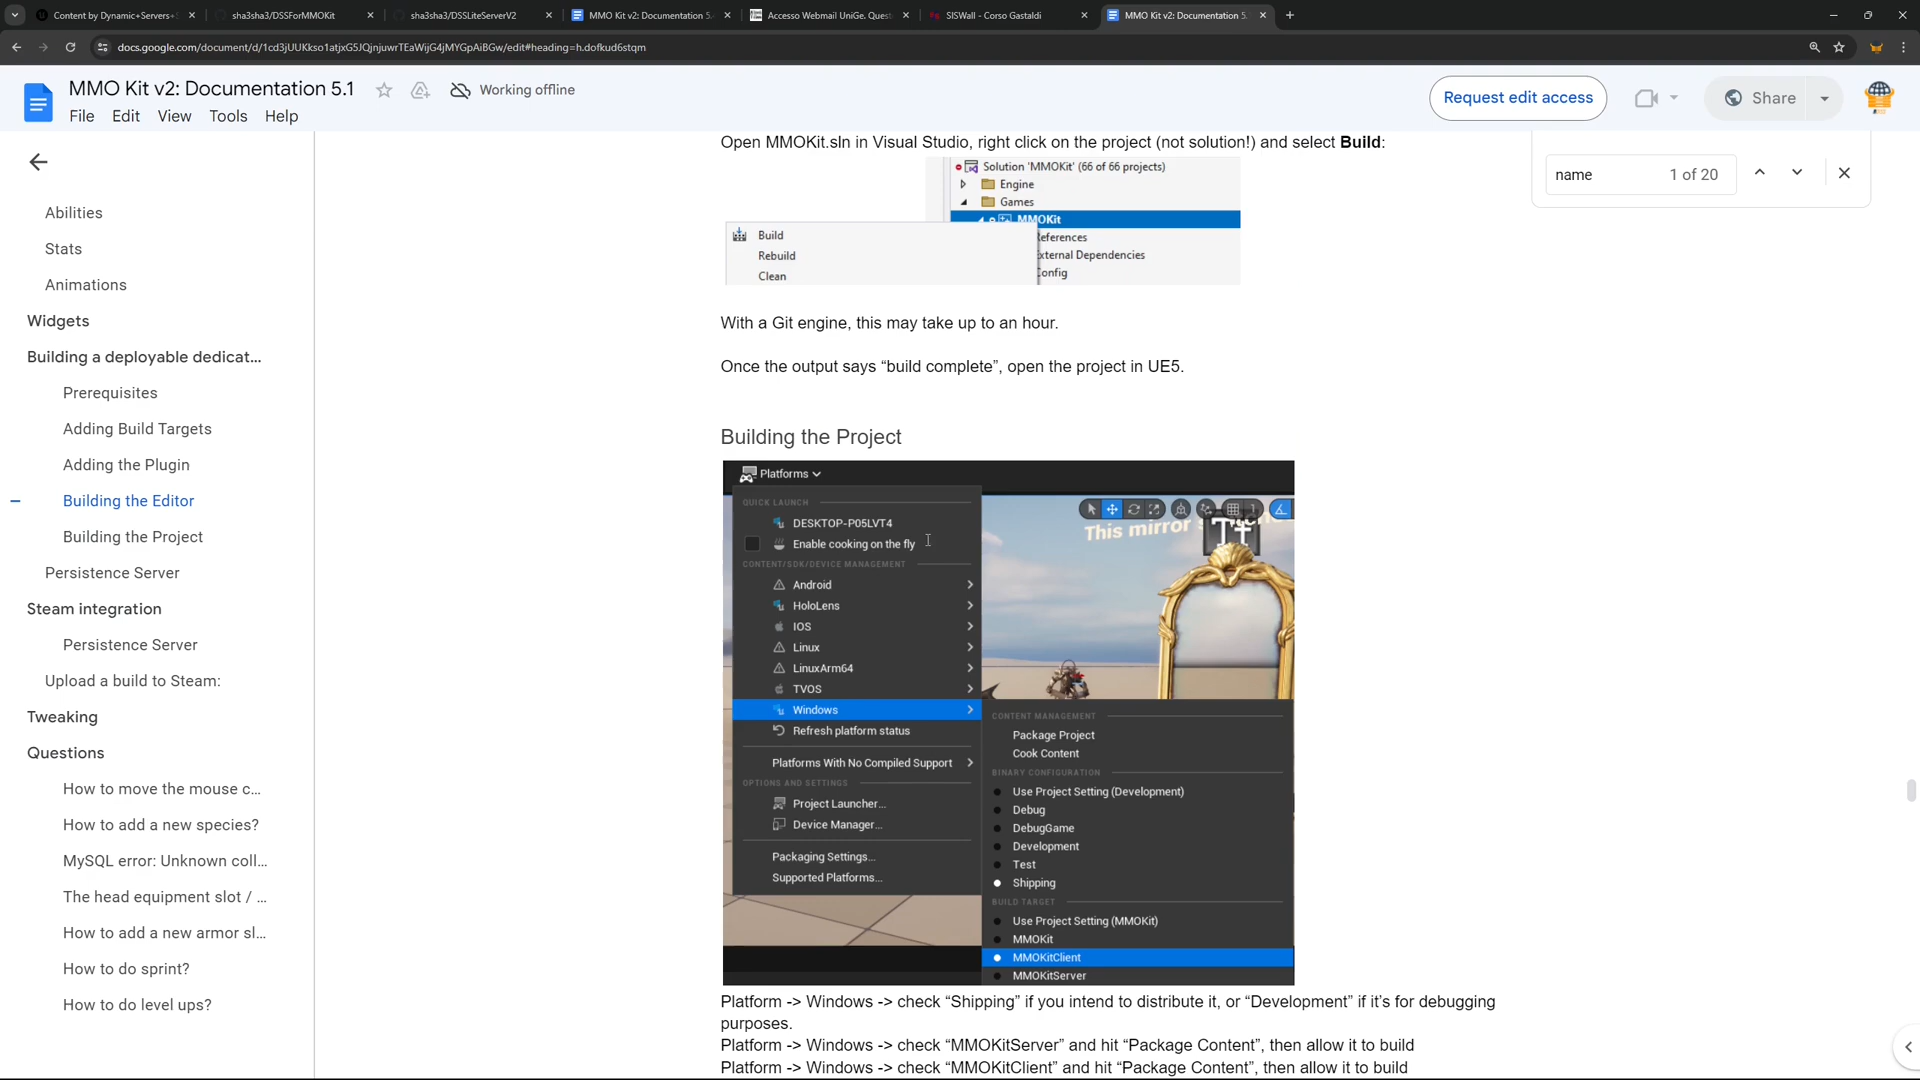 Content by Dynamic+Servers+
sha3sha3/DSSForMMOKit
sha3sha3/DSSLiteServerV2
MMO Kit v2: Documentation 5.
Accesso Webmail UniGe. Quest
SISWall - Corso Gastaldi
MMO Kit v2: Documentation 5.
docs.google.com/document/d/1cd3jUUKkso1atjxG5JQjnjuwrTEaWijG4jMYGpAiBGw/edit#heading=h.dofkud6stqm
MMO Kit v2: Documentation 5.1
Working offline
File Edit View Tools Help
Request edit access
Share
name 1 of 20
Abilities
Stats
Animations
Widgets
Building a deployable dedicat...
Prerequisites
Adding Build Targets
Adding the Plugin
Building the Editor
Building the Project
Persistence Server
Steam integration
Persistence Server
Upload a build to Steam:
Tweaking
Questions
How to move the mouse c...
How to add a new species?
MySQL error: Unknown coll...
The head equipment slot / ...
How to add a new armor sl...
How to do sprint?
How to do level ups?
Open MMOKit.sln in Visual Studio, right click on the project (not solution!) and select Build:
Solution 'MMOKit' (66 of 66 projects)
Engine
Games
MMOKit
References
External Dependencies
Config
Build
Rebuild
Clean
With a Git engine, this may take up to an hour.
Once the output says “build complete”, open the project in UE5.
Building the Project
Platforms
QUICK LAUNCH
DESKTOP-P05LVT4
Enable cooking on the fly
CONTENT/SDK/DEVICE MANAGEMENT
Android
HoloLens
IOS
Linux
LinuxArm64
TVOS
Windows
Refresh platform status
Platforms With No Compiled Support
OPTIONS AND SETTINGS
Project Launcher...
Device Manager...
Packaging Settings...
Supported Platforms...
This mirror
CONTENT MANAGEMENT
Package Project
Cook Content
BINARY CONFIGURATION
Use Project Setting (Development)
Debug
DebugGame
Development
Test
Shipping
BUILD TARGET
Use Project Setting (MMOKit)
MMOKit
MMOKitClient
MMOKitServer
Platform -> Windows -> check “Shipping” if you intend to distribute it, or “Development” if it’s for debugging
purposes.
Platform -> Windows -> check “MMOKitServer” and hit “Package Content”, then allow it to build
Platform -> Windows -> check “MMOKitClient” and hit “Package Content”, then allow it to build